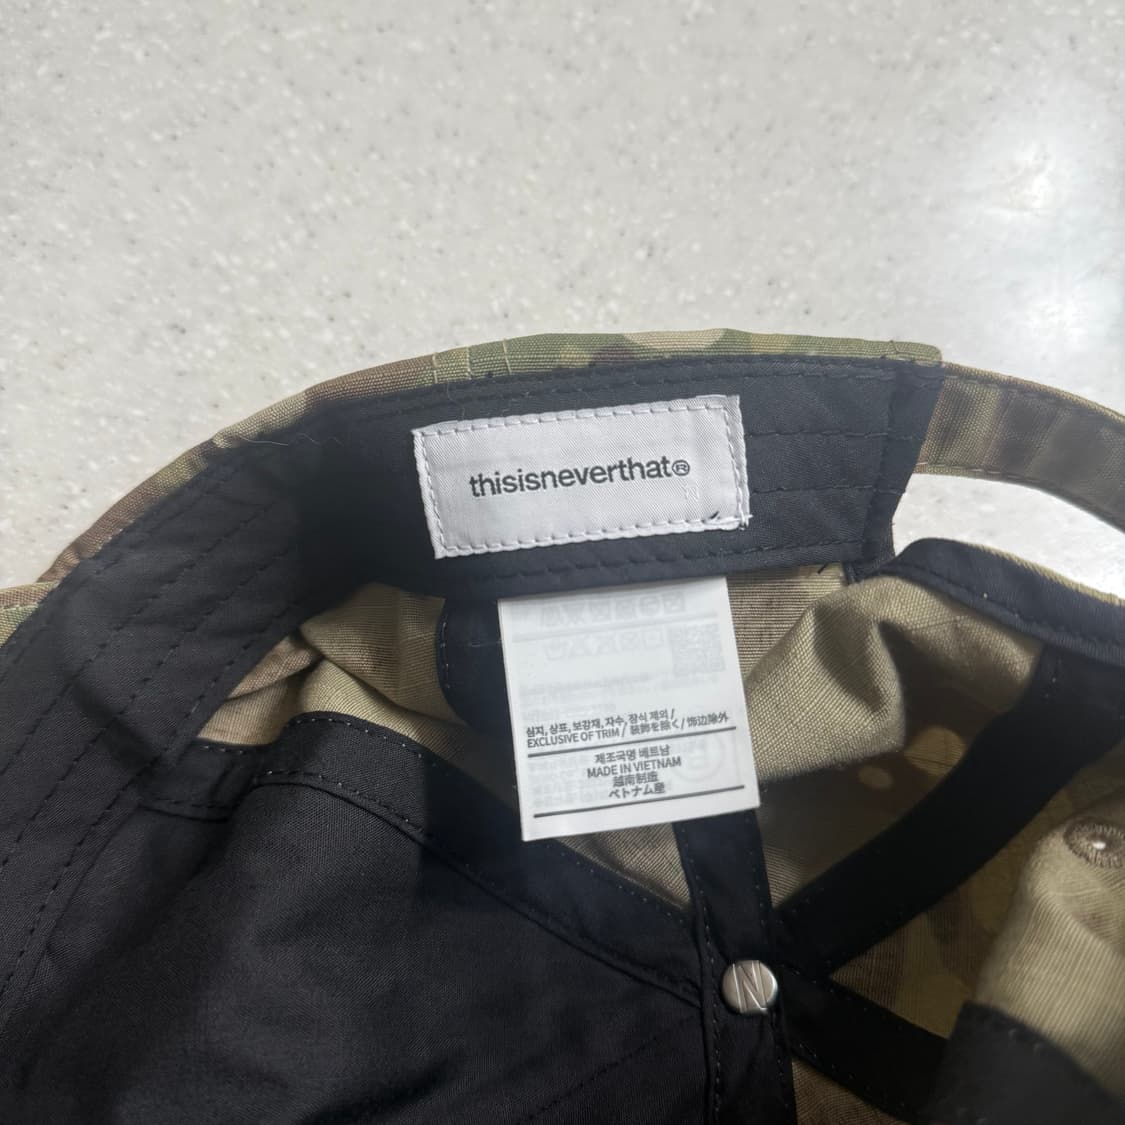 thisisneverthat®
심지, 상표, 보강재, 자수, 장식 제외 /
EXCLUSIVE OF TRIM / 装飾を除く / 饰边除外
제조국명 베트남
MADE IN VIETNAM
越南制造
ベトナム産